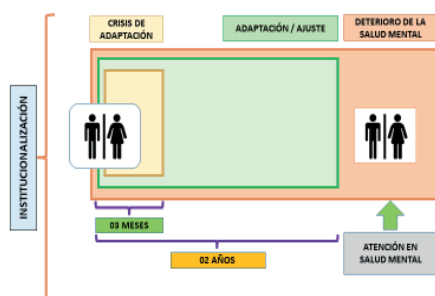 CRISIS DE
ADAPTACIÓN
ADAPTACIÓN / AJUSTE
DETERIORO DE LA
SALUD MENTAL
INSTITUCIONALIZACIÓN
03 MESES
02 AÑOS
ATENCIÓN EN
SALUD MENTAL